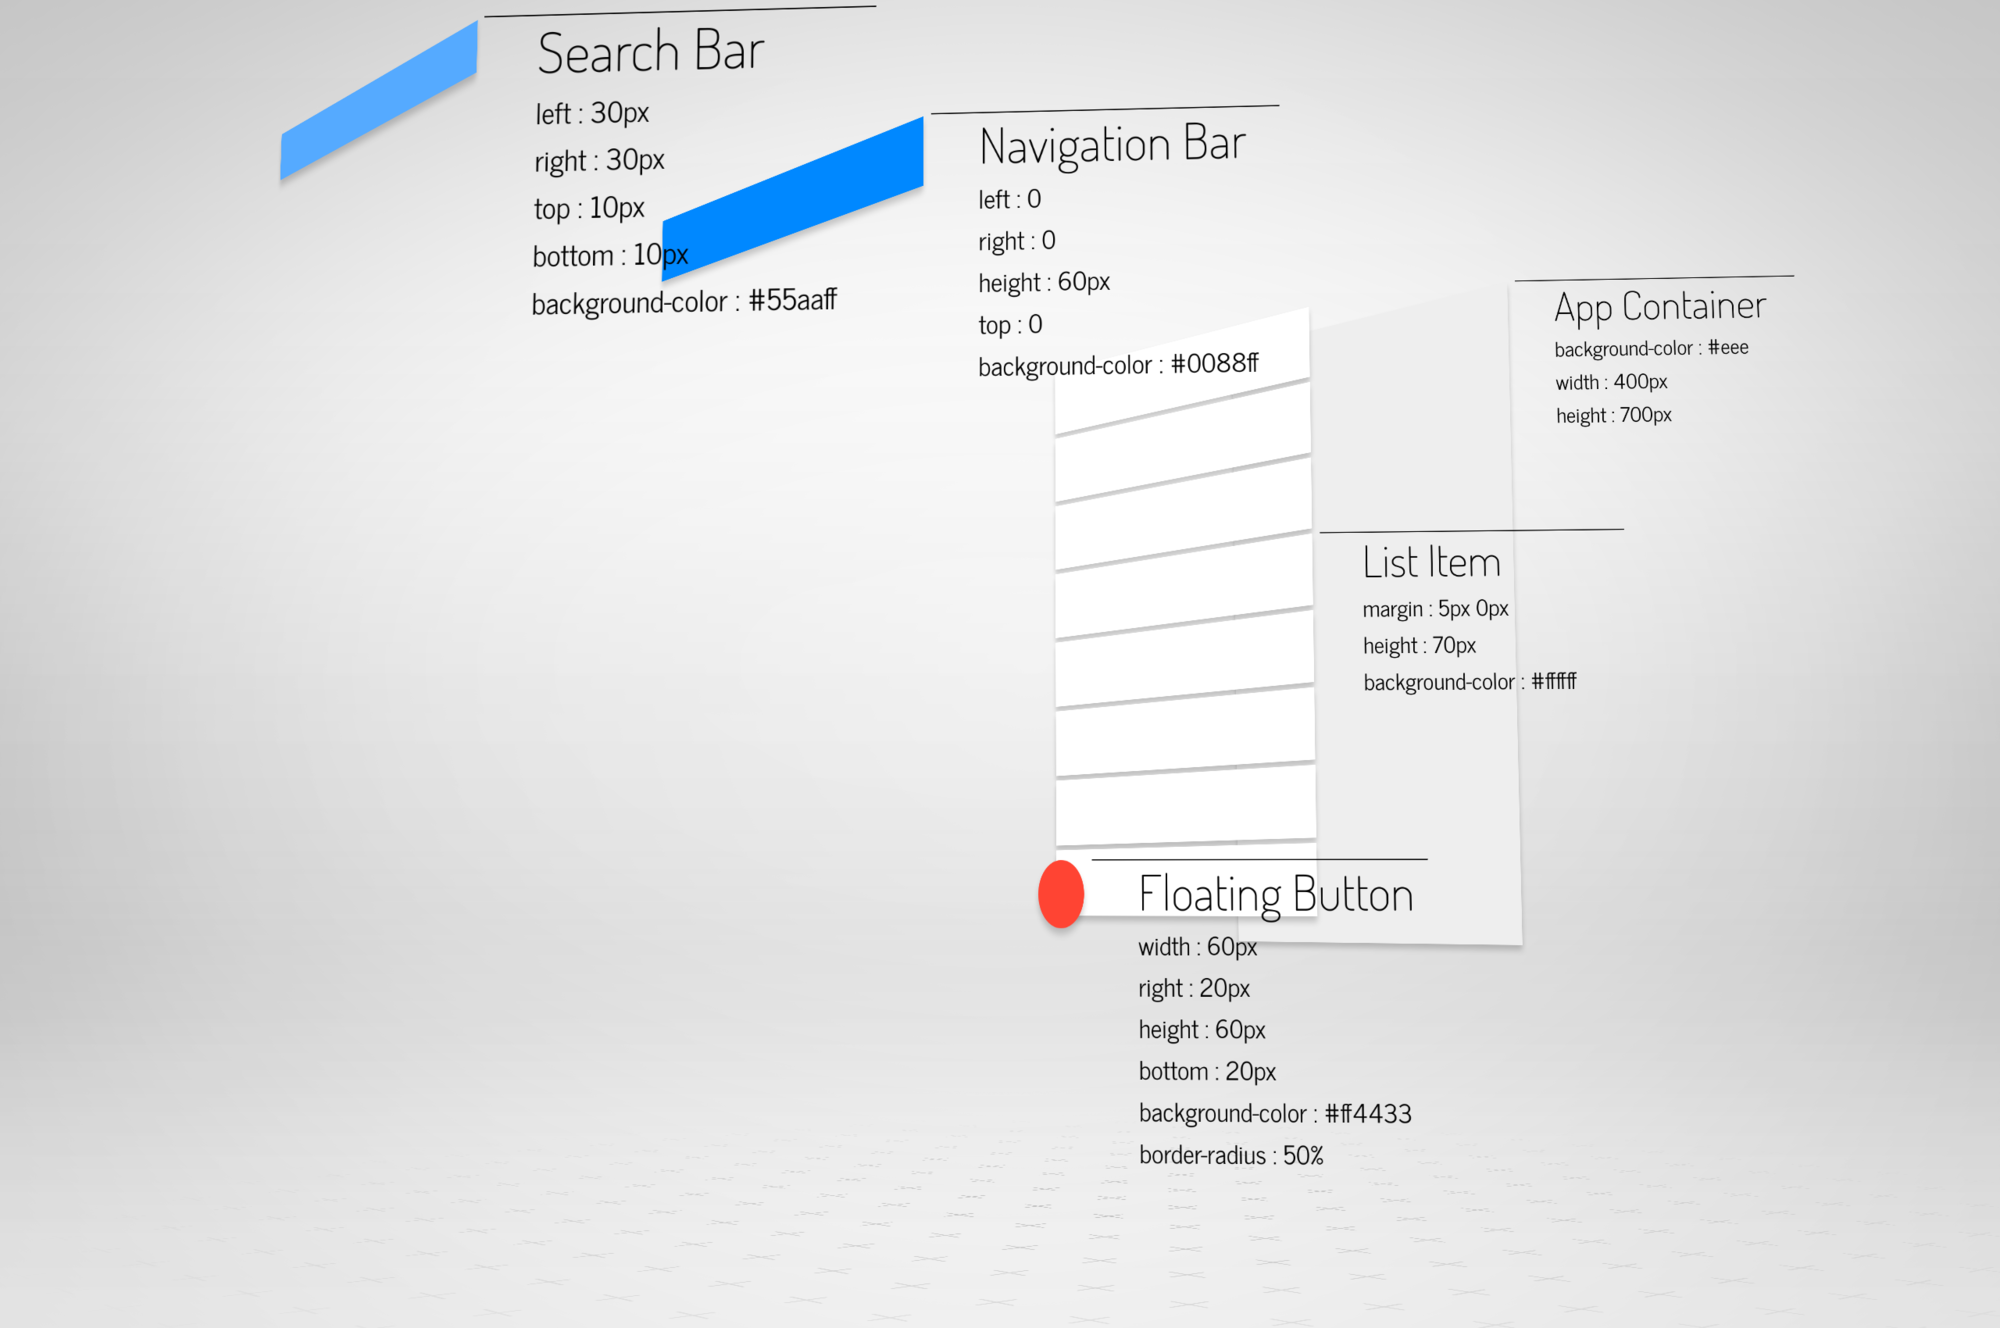 Search Bar
left : 30px
right : 30px
top : 10px
bottom : 10px
background-color : #55aaff
Navigation Bar
left : 0
right : 0
height : 60px
top : 0
background-color : #0088ff
App Container
background-color : #eee
width : 400px
height : 700px
List Item
margin : 5px 0px
height : 70px
background-color : #ffffff
Floating Button
width : 60px
right : 20px
height : 60px
bottom : 20px
background-color : #ff4433
border-radius : 50%